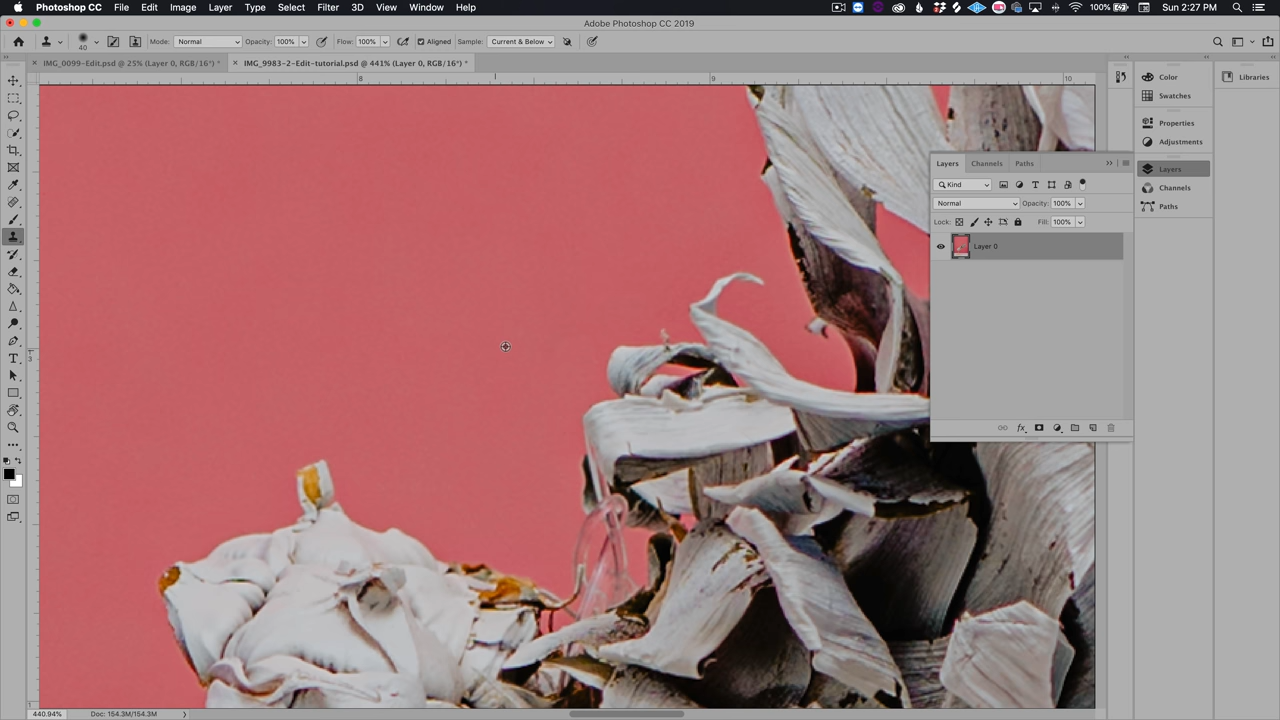 Photoshop CC File Edit Image Layer Type Select Filter 3D View Window Help 100% Sun 2:27 PM
Adobe Photoshop CC 2019
40 Mode: Normal Opacity: 100% Flow: 100% Aligned Sample: Current & Below
IMG_0099-Edit.psd @ 25% (Layer 0, RGB/16*) * IMG_9983-2-Edit-tutorial.psd @ 441% (Layer 0, RGB/16*) *
8 9 10
Color
Libraries
Swatches
Properties
Adjustments
Layers
Channels
Paths
Layers Channels Paths
Kind
Normal Opacity: 100%
Lock: Fill: 100%
Layer 0
fx
3
1
440.94% Doc: 154.3M/154.3M